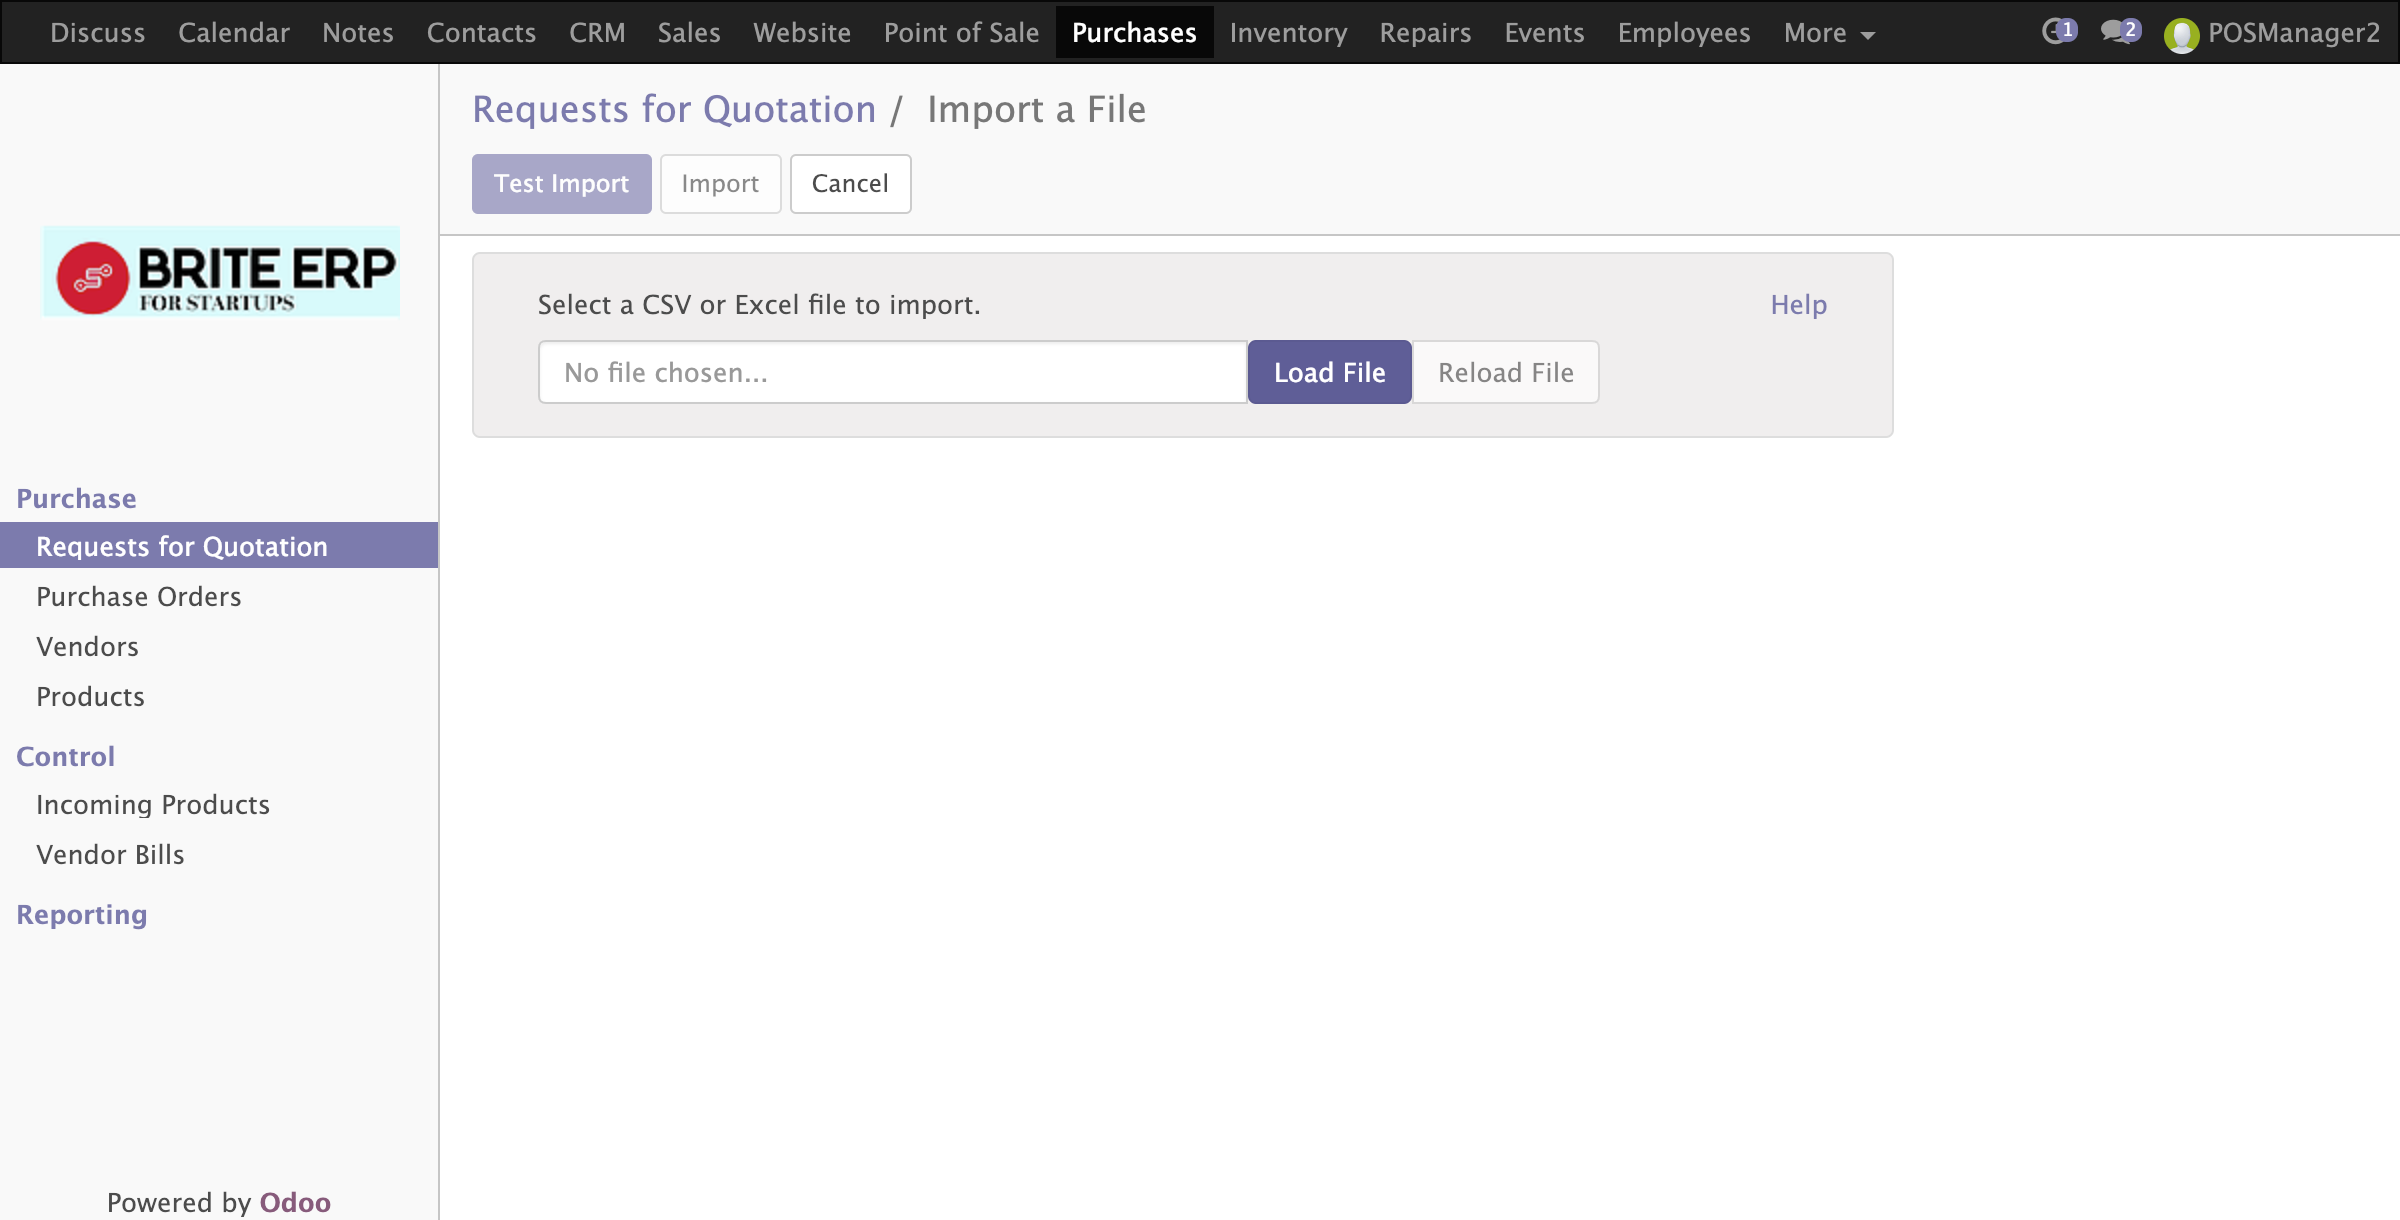 Discuss Calendar Notes Contacts CRM Sales Website Point of Sale Purchases Inventory Repairs Events Employees More 1 2 POSManager2
Requests for Quotation / Import a File
Test Import Import Cancel
BRITE ERP
FOR STARTUPS
Select a CSV or Excel file to import. Help
No file chosen... Load File Reload File
Purchase
Requests for Quotation
Purchase Orders
Vendors
Products
Control
Incoming Products
Vendor Bills
Reporting
Powered by Odoo